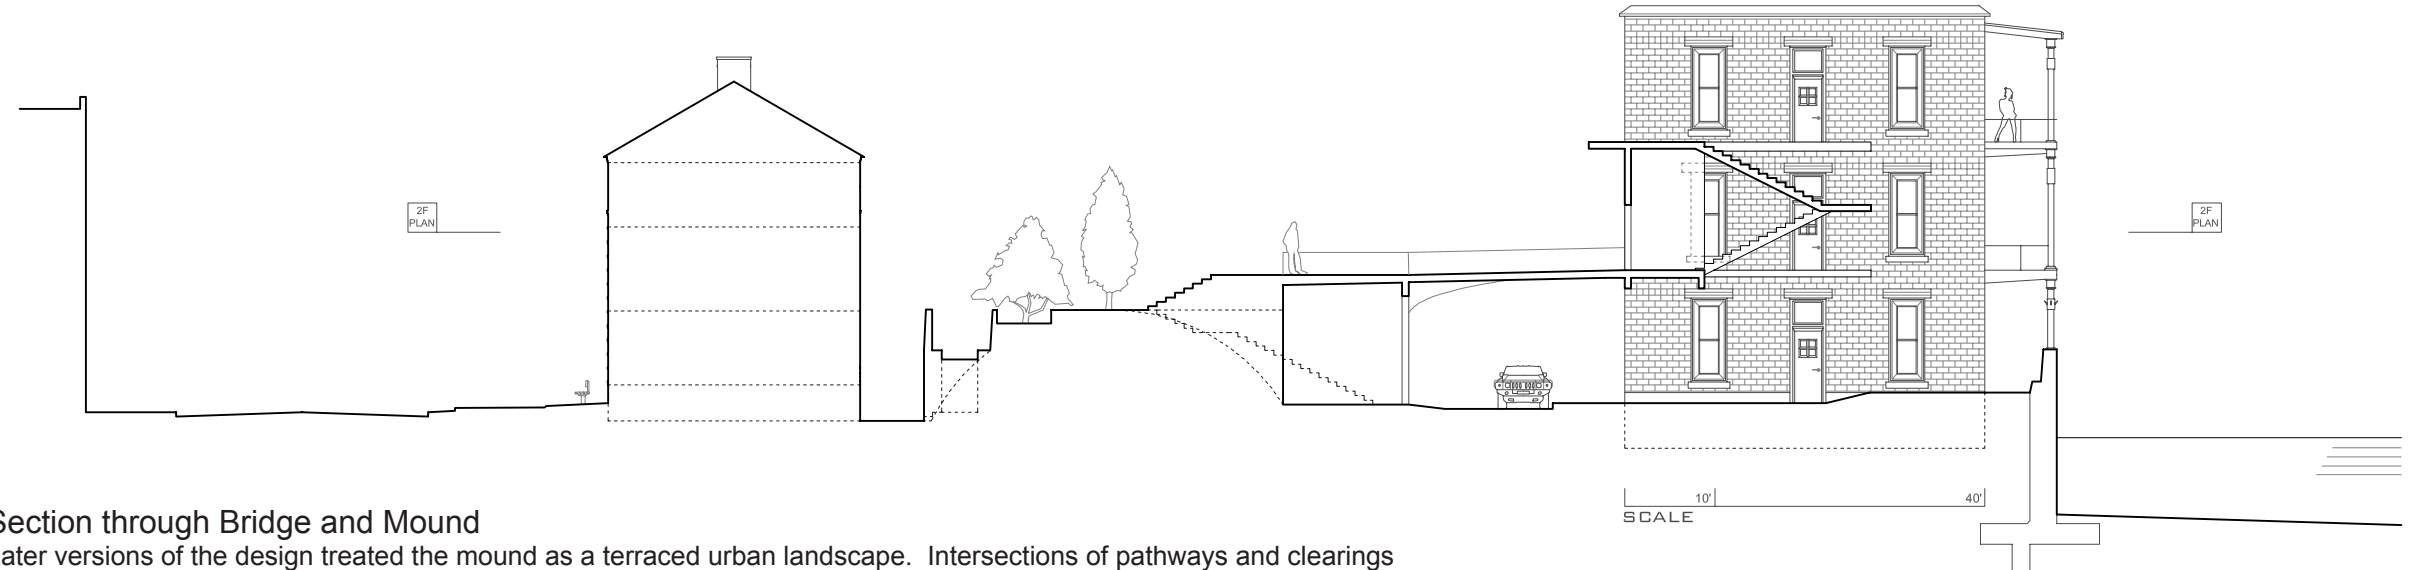 2F
PLAN
2F
PLAN
10' 40'
SCALE
Section through Bridge and Mound
ater versions of the design treated the mound as a terraced urban landscape. Intersections of pathways and clearings